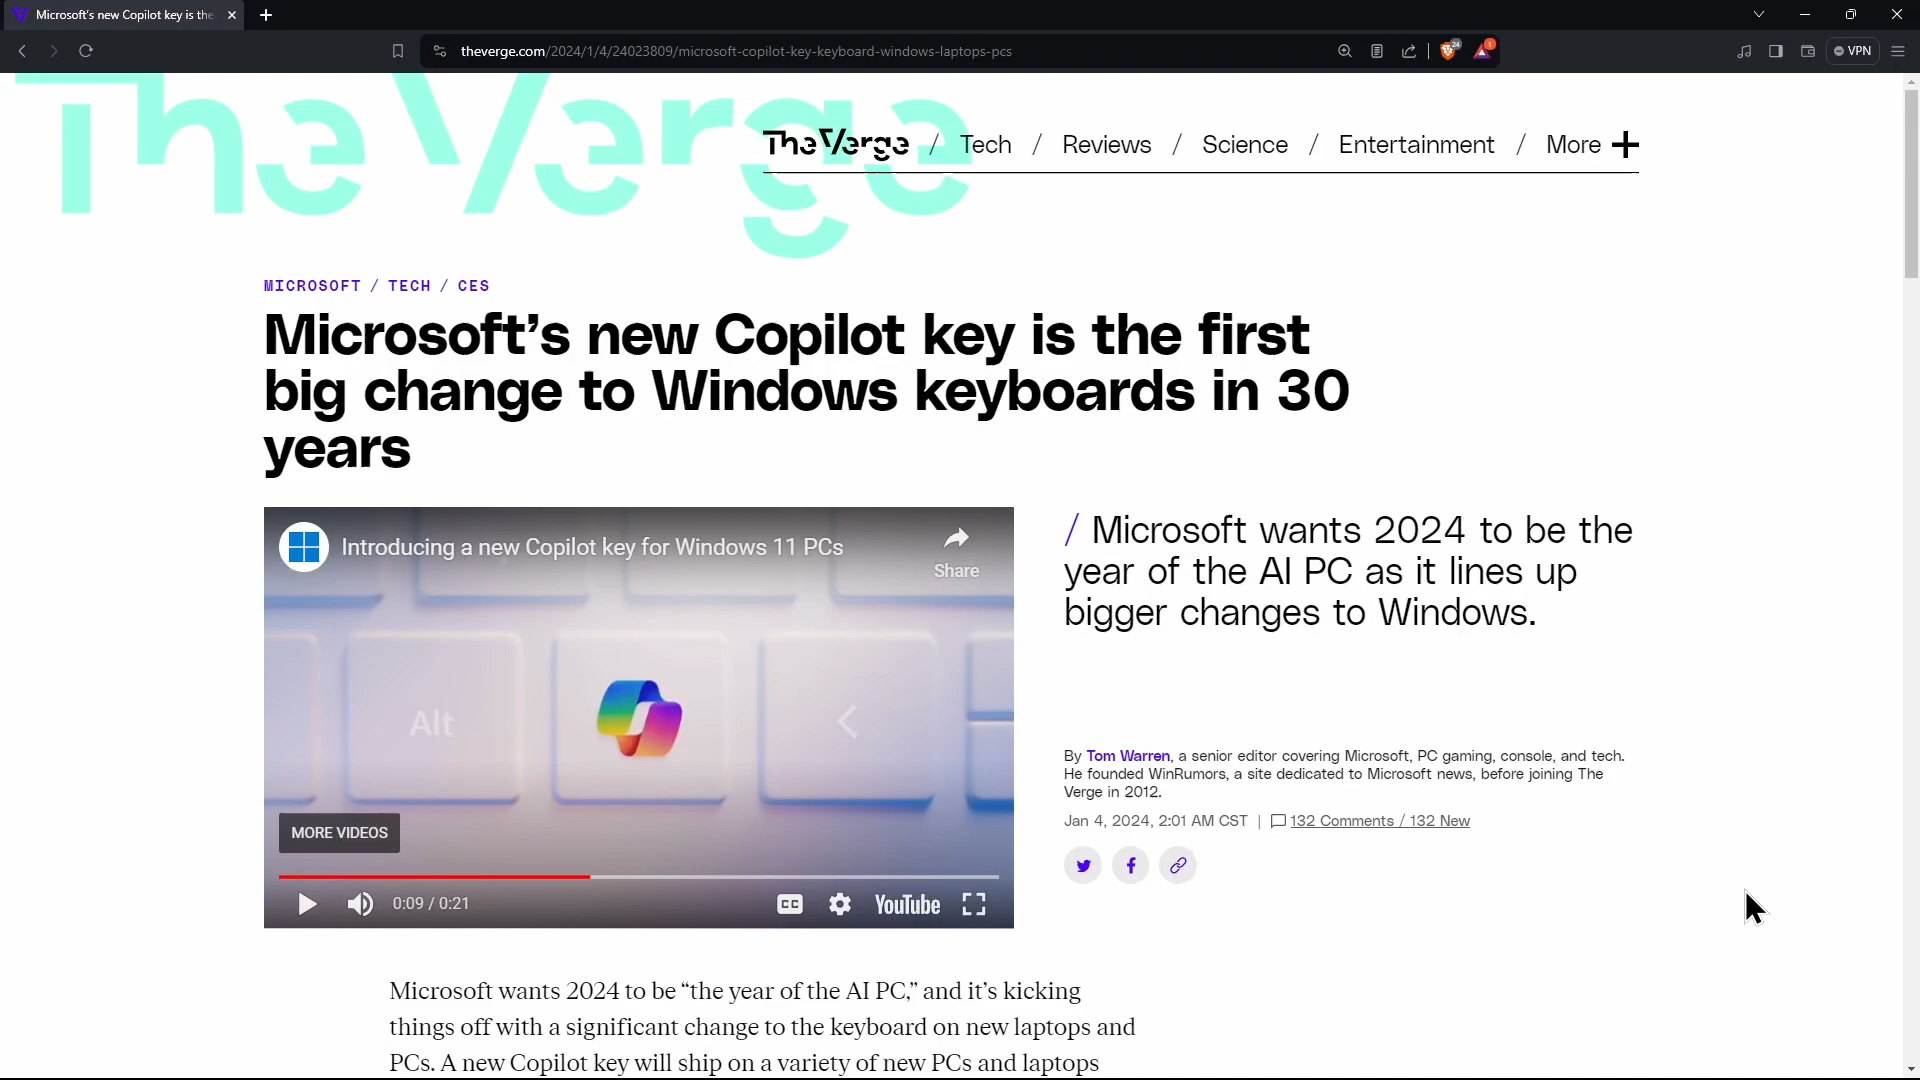 Microsoft's new Copilot key is the
theverge.com/2024/1/4/24023809/microsoft-copilot-key-keyboard-windows-laptops-pcs
24
1
VPN
The Verge
The Verge / Tech / Reviews / Science / Entertainment / More +
MICROSOFT / TECH / CES
Microsoft’s new Copilot key is the first
big change to Windows keyboards in 30
years
Introducing a new Copilot key for Windows 11 PCs
Share
Alt
MORE VIDEOS
0:09 / 0:21
CC
YouTube
/ Microsoft wants 2024 to be the
year of the AI PC as it lines up
bigger changes to Windows.
By Tom Warren, a senior editor covering Microsoft, PC gaming, console, and tech.
He founded WinRumors, a site dedicated to Microsoft news, before joining The
Verge in 2012.
Jan 4, 2024, 2:01 AM CST | 132 Comments / 132 New
Microsoft wants 2024 to be “the year of the AI PC,” and it’s kicking
things off with a significant change to the keyboard on new laptops and
PCs. A new Copilot key will ship on a variety of new PCs and laptops